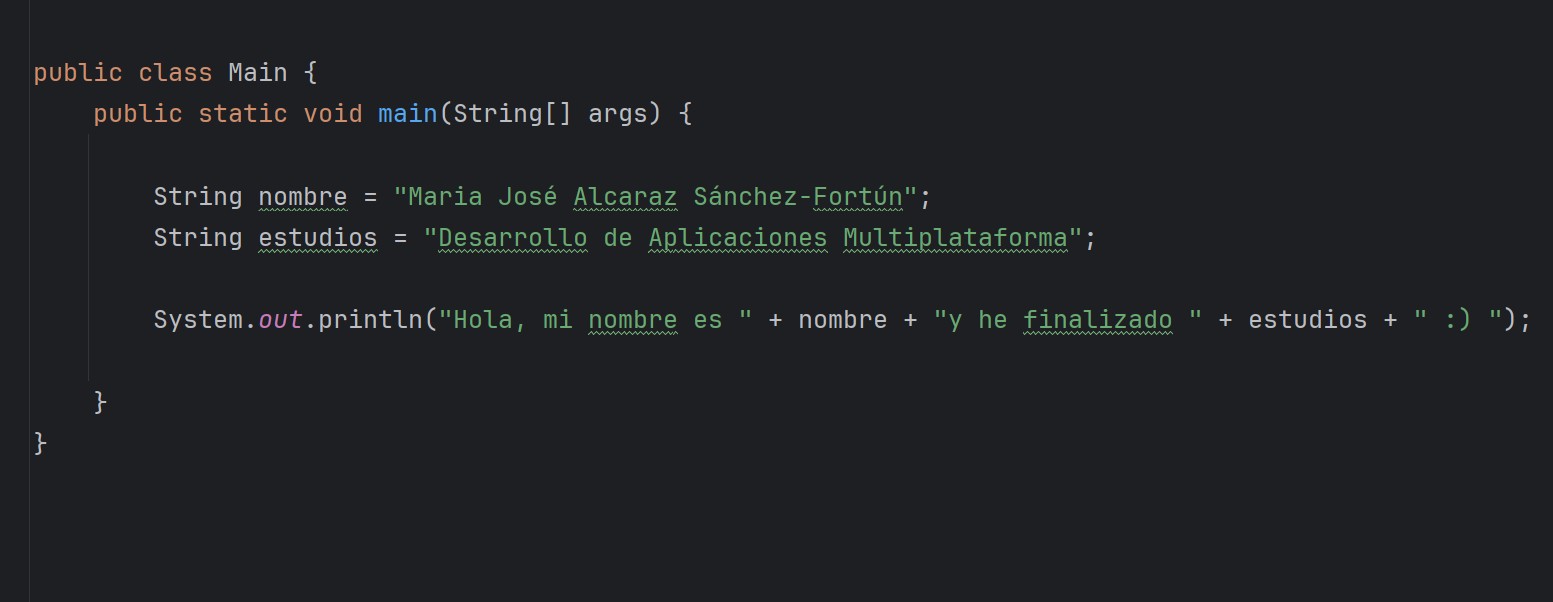 public class Main {
public static void main(String[] args) {
String nombre = "Maria José Alcaraz Sánchez-Fortún";
String estudios = "Desarrollo de Aplicaciones Multiplataforma";
System.out.println("Hola, mi nombre es " + nombre + "y he finalizado " + estudios + " :) ");
}
}